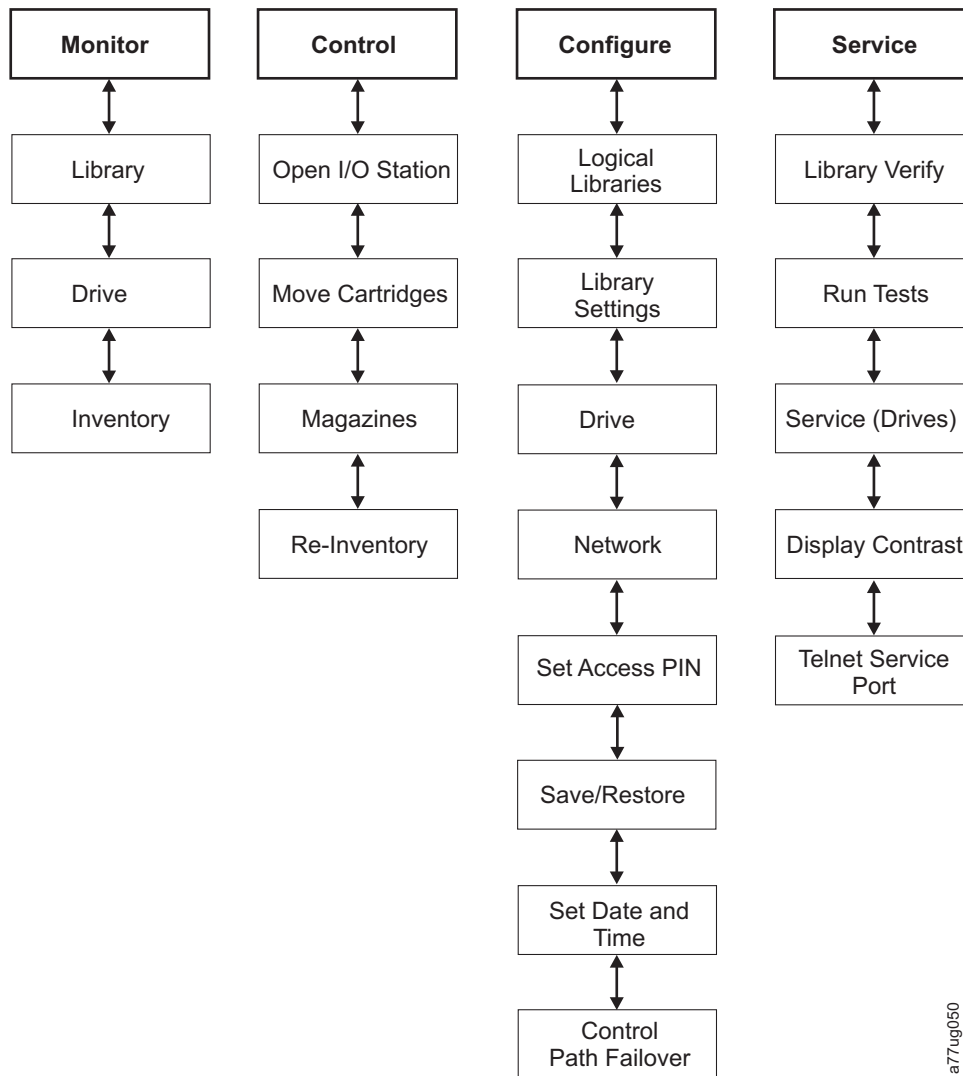 Monitor
Control
Configure
Service
Library
Open I/O Station
Logical
Libraries
Library Verify
Drive
Move Cartridges
Library
Settings
Run Tests
Inventory
Magazines
Drive
Service (Drives)
Re-Inventory
Network
Display Contrast
Set Access PIN
Telnet Service
Port
Save/Restore
Set Date and
Time
Control
Path Failover
a77ug050